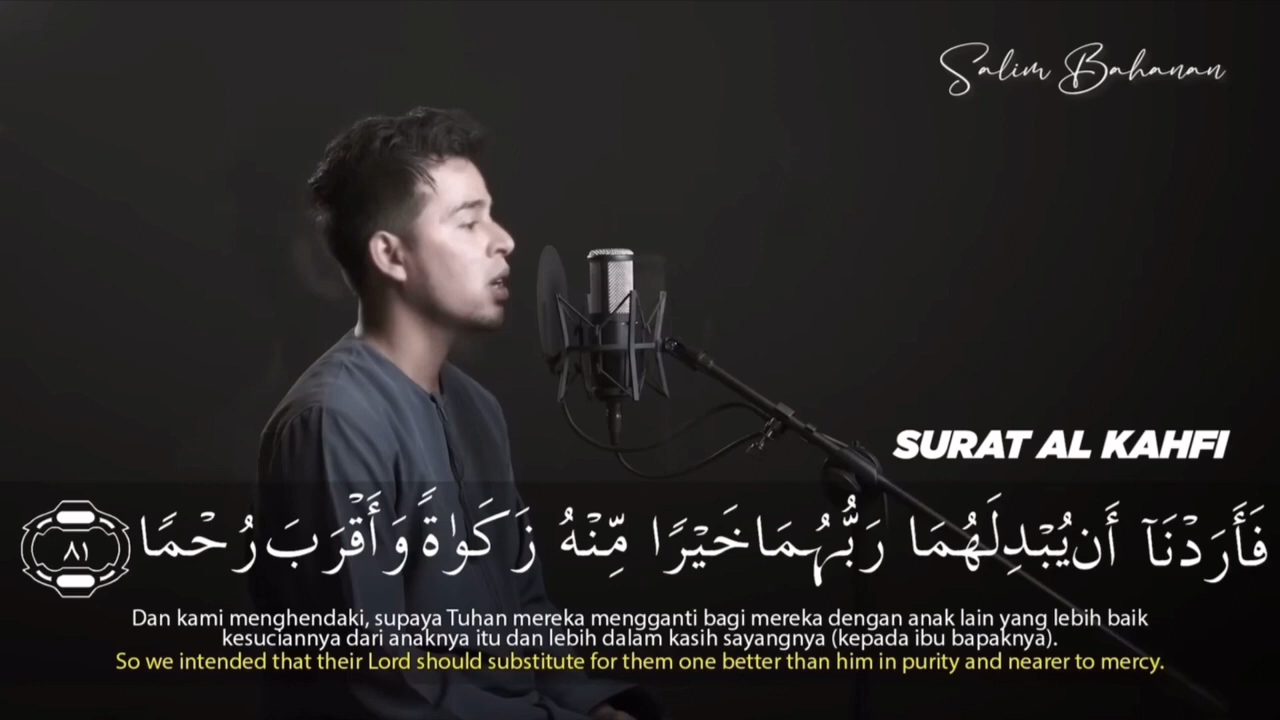 Salim Bahanan
SURAT AL KAHFI
فَأَرَدْنَآ أَن يُبْدِلَهُمَا رَبُّهُمَا خَيْرًا مِّنْهُ زَكَوٰةً وَأَقْرَبَ رُحْمًا ٨١
Dan kami menghendaki, supaya Tuhan mereka mengganti bagi mereka dengan anak lain yang lebih baik
kesuciannya dari anaknya itu dan lebih dalam kasih sayangnya (kepada ibu bapaknya).
So we intended that their Lord should substitute for them one better than him in purity and nearer to mercy.